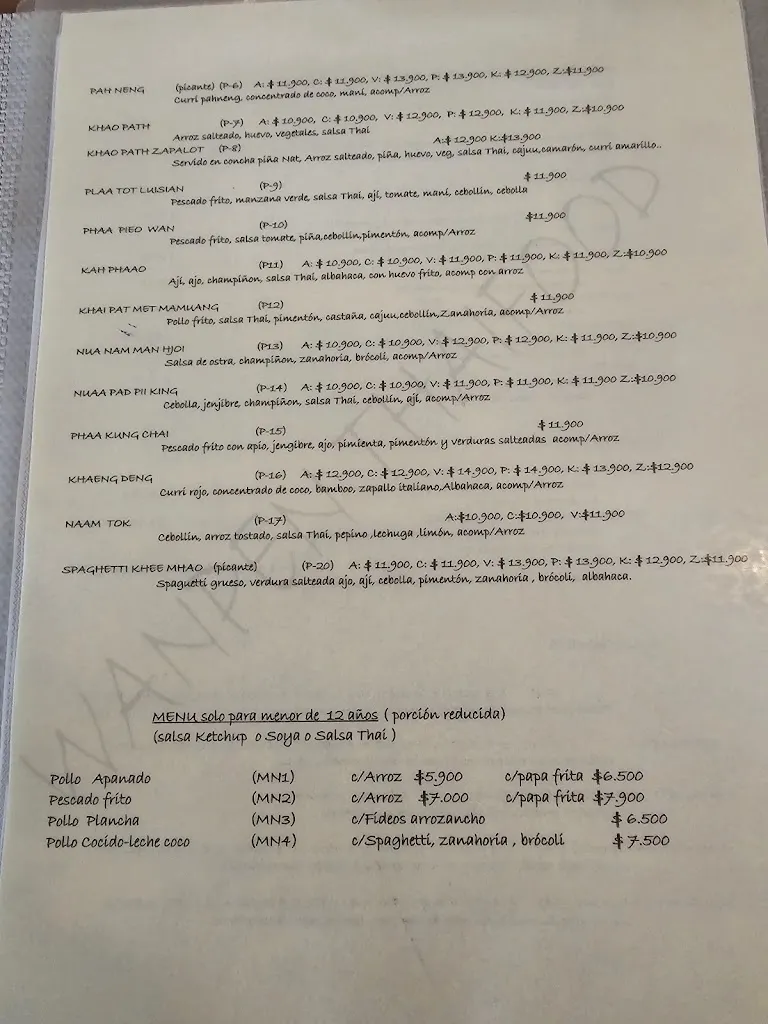 PAH NENG (picante) (P-6) A: $ 11.900, C: $ 11.900, V: $ 13.900, P: $ 13.900, K: $ 12.900, Z:$11.900
Curri pahneng, concentrado de coco, mani, acomp/Arroz
KHAO PATH (P-7) A: $ 10.900, C: $ 10.900, V: $ 12.900, P: $ 12.900, K: $ 11.900, Z:$10.900
Arroz salteado, huevo, vegetales, salsa Thai
KHAO PATH ZAPALOT (P-8) A:$ 12.900 K:$13.900
Servido en concha piña Nat, Arroz salteado, piña, huevo, veg, salsa Thai, cajuu,camarón, curri amarillo..
PLAA TOT LUISIAN (P-9) $ 11.900
Pescado frito, manzana verde, salsa Thai, ají, tomate, maní, cebollin, cebolla
PHAA PIEO WAN (P-10) $11.900
Pescado frito, salsa tomate, piña,cebollin,pimentón, acomp/Arroz
KAH PHAAO (P11) A: $ 10.900, C: $ 10.900, V: $ 11.900, P: $ 11.900, K: $ 11.900, Z:$10.900
Ají, ajo, champiñon, salsa Thai, albahaca, con huevo frito, acomp con arroz
KHAI PAT MET MAMUANG (P12) $ 11.900
Pollo frito, salsa Thai, pimentón, castaña, cajuu,cebollín,Zanahoria, acomp/Arroz
NUA NAM MAN HJOI (P13) A: $ 10.900, C: $ 10.900, V: $ 12.900, P: $ 12.900, K: $ 11.900, Z:$10.900
Salsa de ostra, champiñon, zanahoria, brócoli, acomp/Arroz
NUAA PAD PII KING (P-14) A: $ 10.900, C: $ 10.900, V: $ 11.900, P: $ 11.900, K: $ 11.900 Z.:$10.900
Cebolla, jenjibre, champiñon, salsa Thai, cebollin, ají, acomp/Arroz
PHAA KUNG CHAI (P-15) $ 11.900
Pescado frito con apio, jengibre, ajo, pimienta, pimentón y verduras salteadas acomp/Arroz
KHAENG DENG (P-16) A: $ 12.900, C: $ 12.900, V: $ 14.900, P: $ 14.900, K: $ 13.900, Z:$12.900
Curri rojo, concentrado de coco, bamboo, zapallo italiano,Albahaca, acomp/Arroz
NAAM TOK (P-17) A:$10.900, C:$10.900, V:$11.900
Cebollin, arroz tostado, salsa Thai, pepino ,lechuga ,limón, acomp/Arroz
SPAGHETTI KHEE MHAO (picante) (P-20) A: $ 11.900, C: $ 11.900, V: $ 13.900, P: $ 13.900, K: $ 12.900, Z:$11.900
Spaguetti grueso, verdura salteada ajo, ají, cebolla, pimentón, zanahoria , brócoli, albahaca.
WANAEN THAI FOOD
MENU solo para menor de 12 años ( porción reducida)
(salsa Ketchup o Soya o Salsa Thai )
Pollo Apanado (MN1) c/Arroz $5.900 c/papa frita $6.500
Pescado frito (MN2) c/Arroz $7.000 c/papa frita $7.900
Pollo Plancha (MN3) c/Fideos arrozancho $ 6.500
Pollo Cocido-leche coco (MN4) c/Spaghetti, zanahoria , brócoli $ 7.500